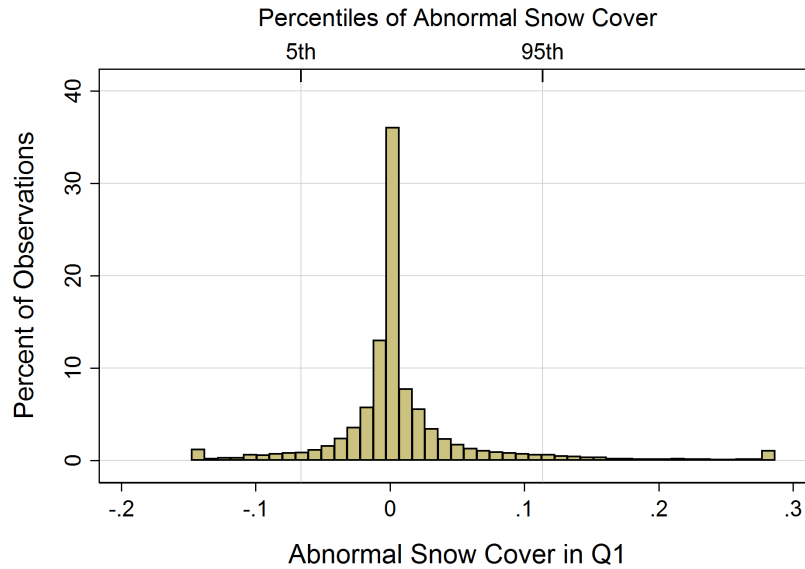 Percentiles of Abnormal Snow Cover
5th 95th
40
30
20
10
0
Percent of Observations
-.2 -.1 0 .1 .2 .3
Abnormal Snow Cover in Q1